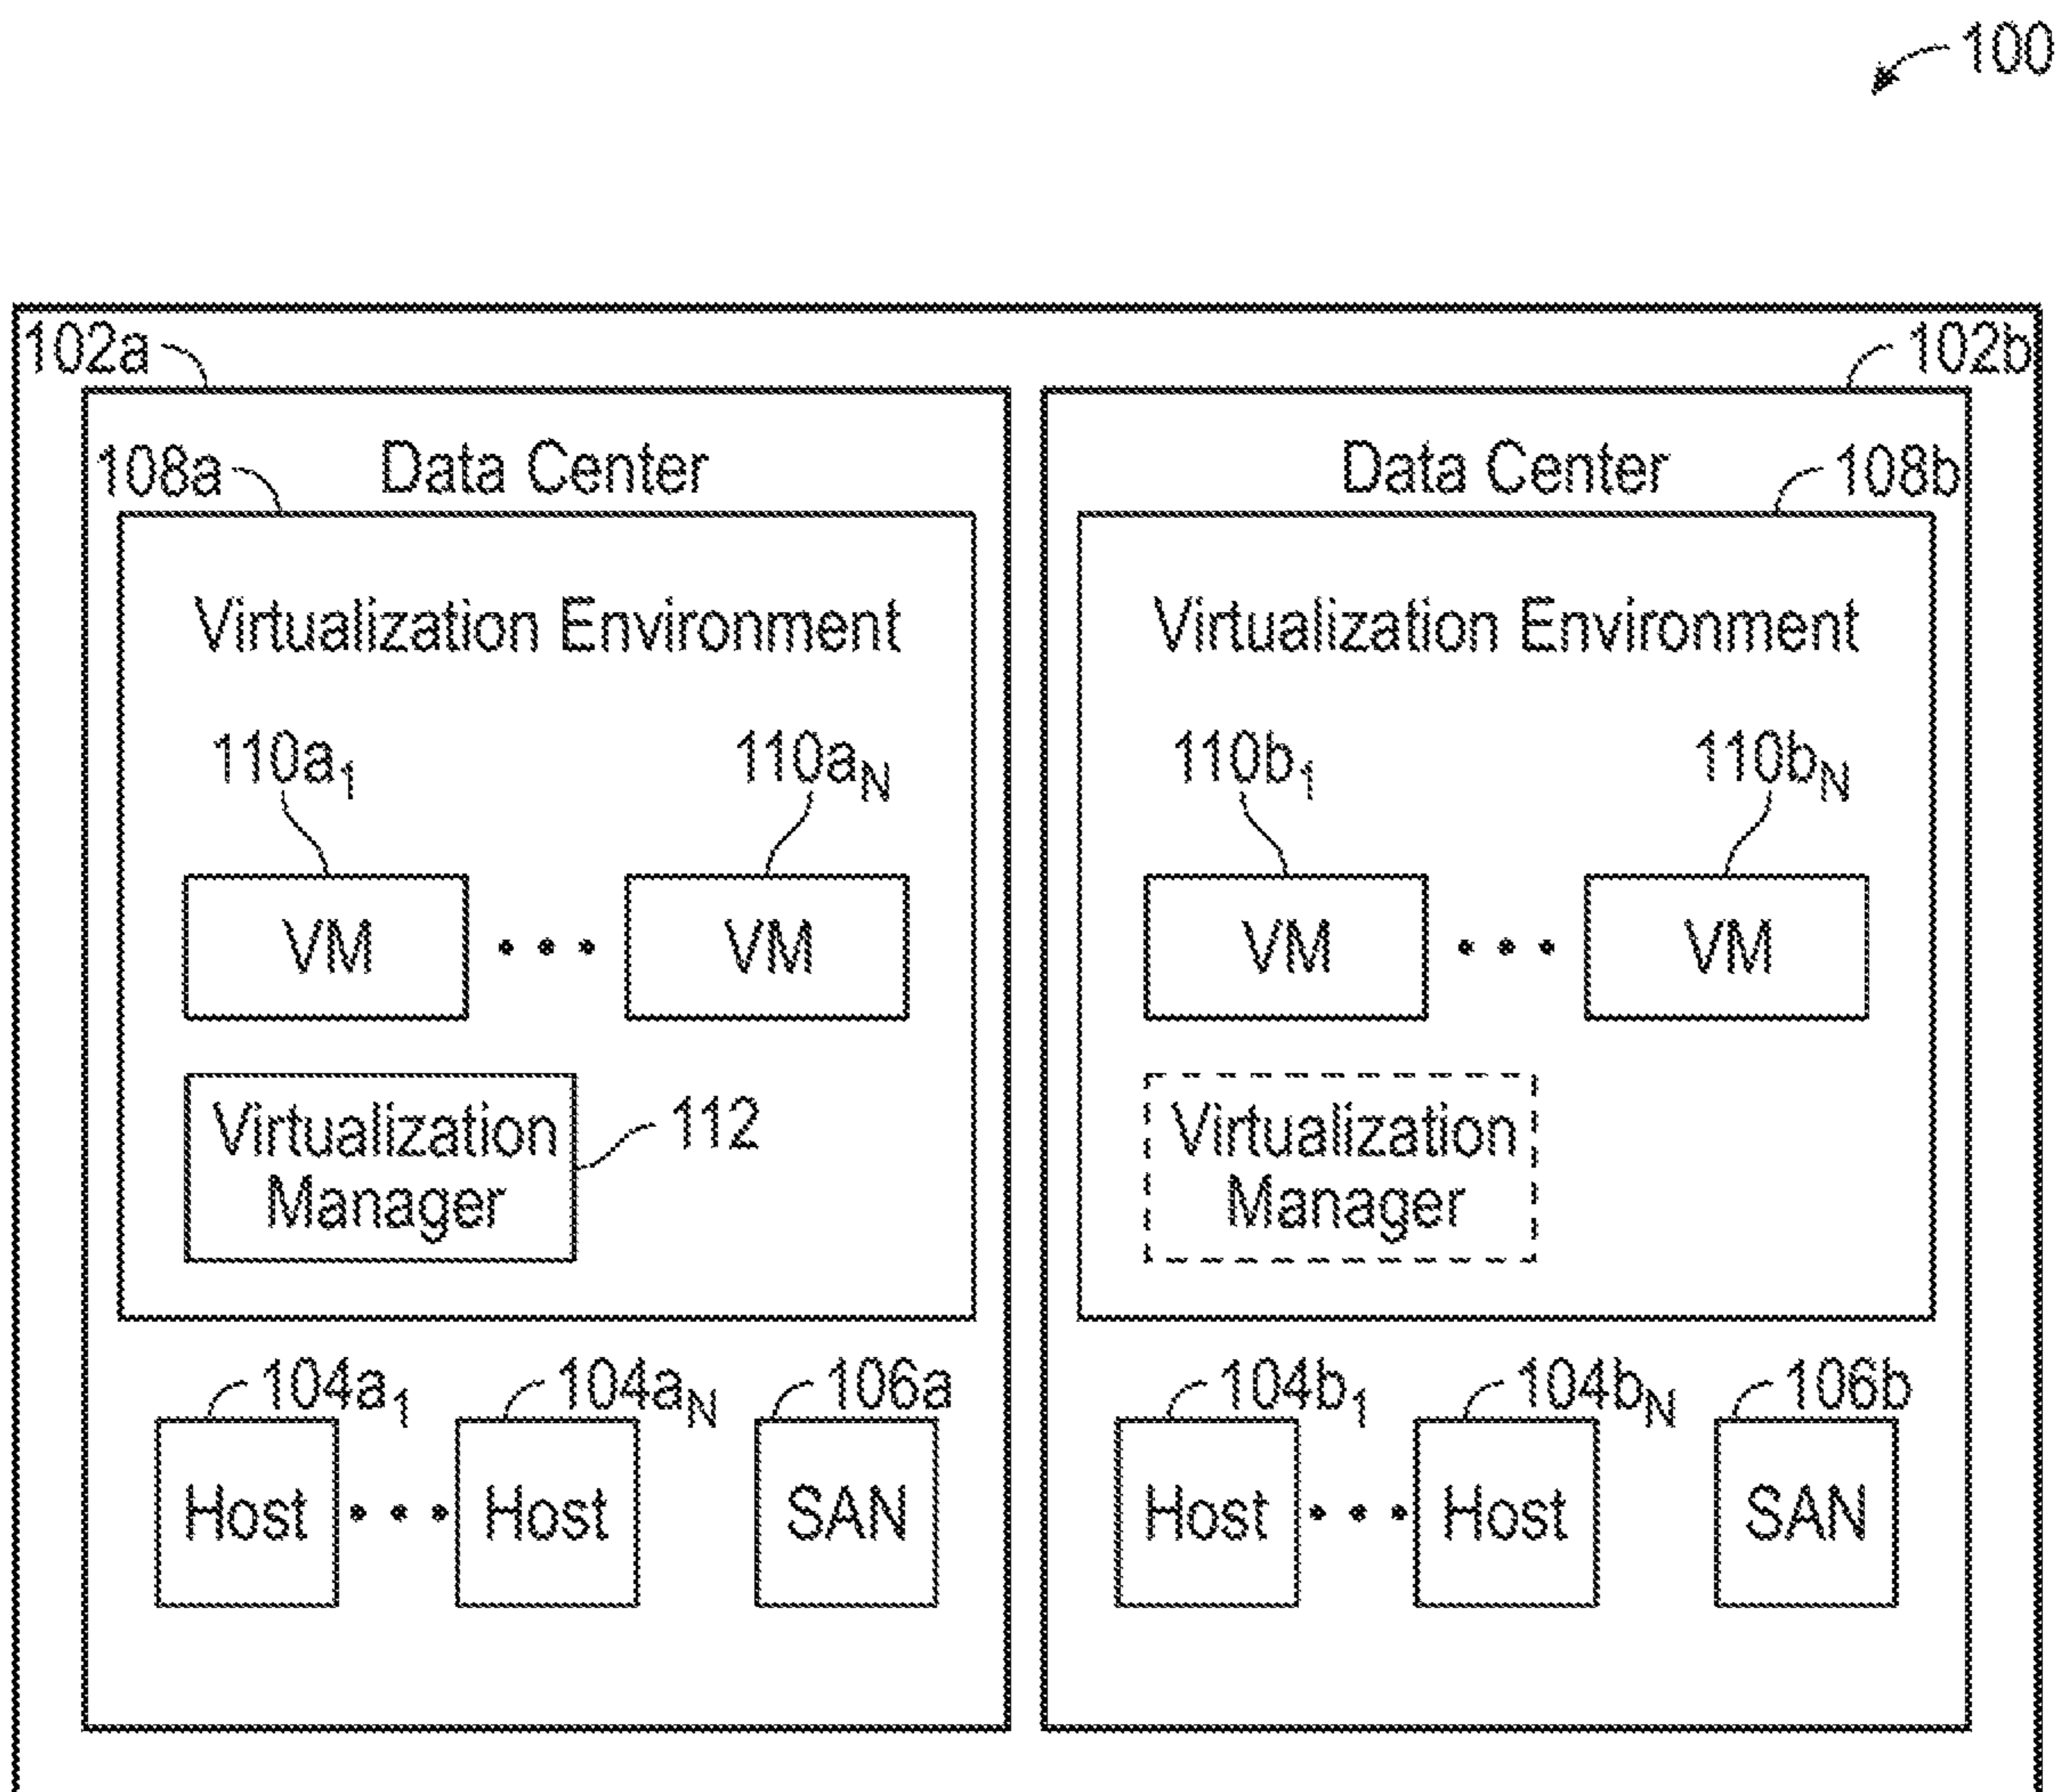 100
102a
102b
Data Center
108a
Virtualization Environment
110a₁
110aN
VM
VM
Virtualization
Manager
112
104a₁
104aN
106a
Host
Host
SAN
Data Center
108b
Virtualization Environment
110b₁
110bN
VM
VM
Virtualization
Manager
104b₁
104bN
106b
Host
Host
SAN